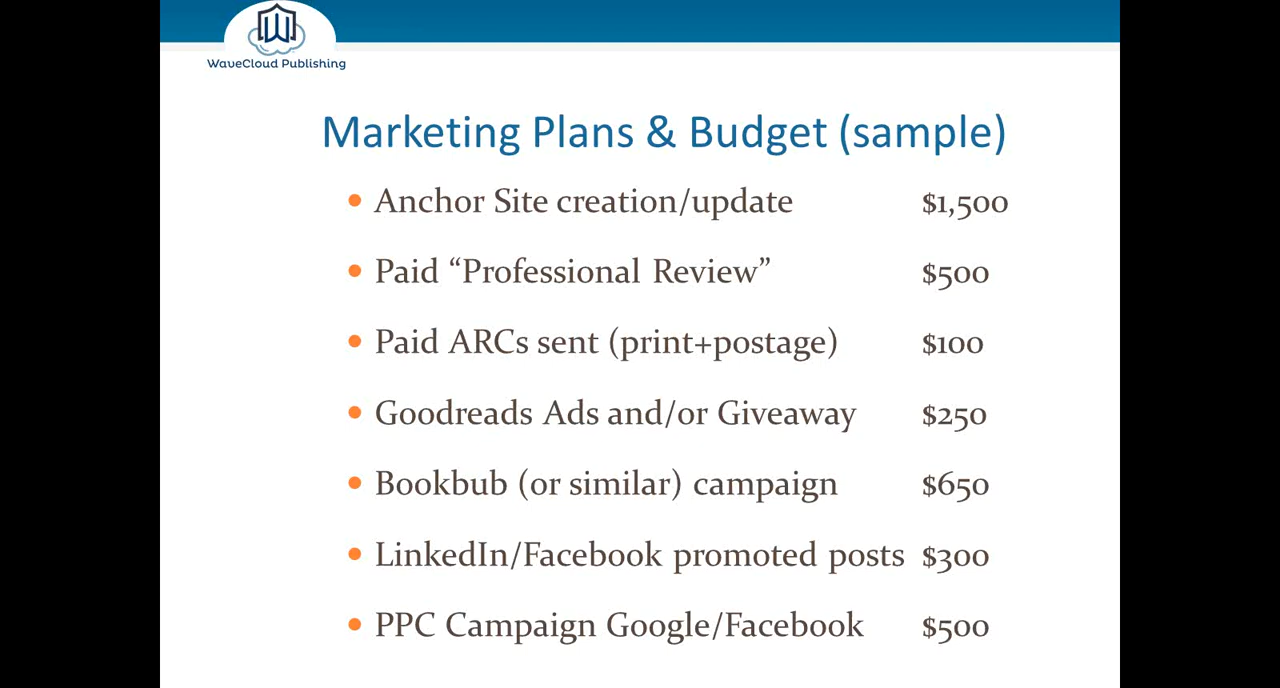 WaveCloud Publishing
Marketing Plans & Budget (sample)
• Anchor Site creation/update $1,500
• Paid “Professional Review” $500
• Paid ARCs sent (print+postage) $100
• Goodreads Ads and/or Giveaway $250
• Bookbub (or similar) campaign $650
• LinkedIn/Facebook promoted posts $300
• PPC Campaign Google/Facebook $500